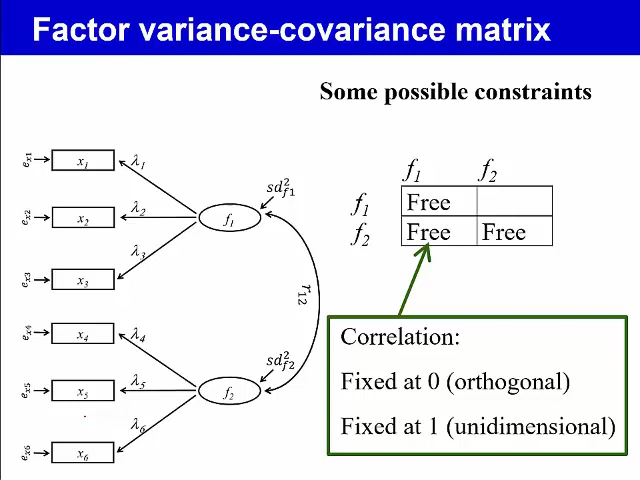 Factor variance-covariance matrix
Some possible constraints
e_x1 x_1 λ_1
e_x2 x_2 λ_2
e_x3 x_3 λ_3
e_x4 x_4 λ_4
e_x5 x_5 λ_5
e_x6 x_6 λ_6
f_1 sd²_f1
r_12
f_2 sd²_f2
f_1 f_2
f_1 Free
f_2 Free Free
Correlation:
Fixed at 0 (orthogonal)
Fixed at 1 (unidimensional)